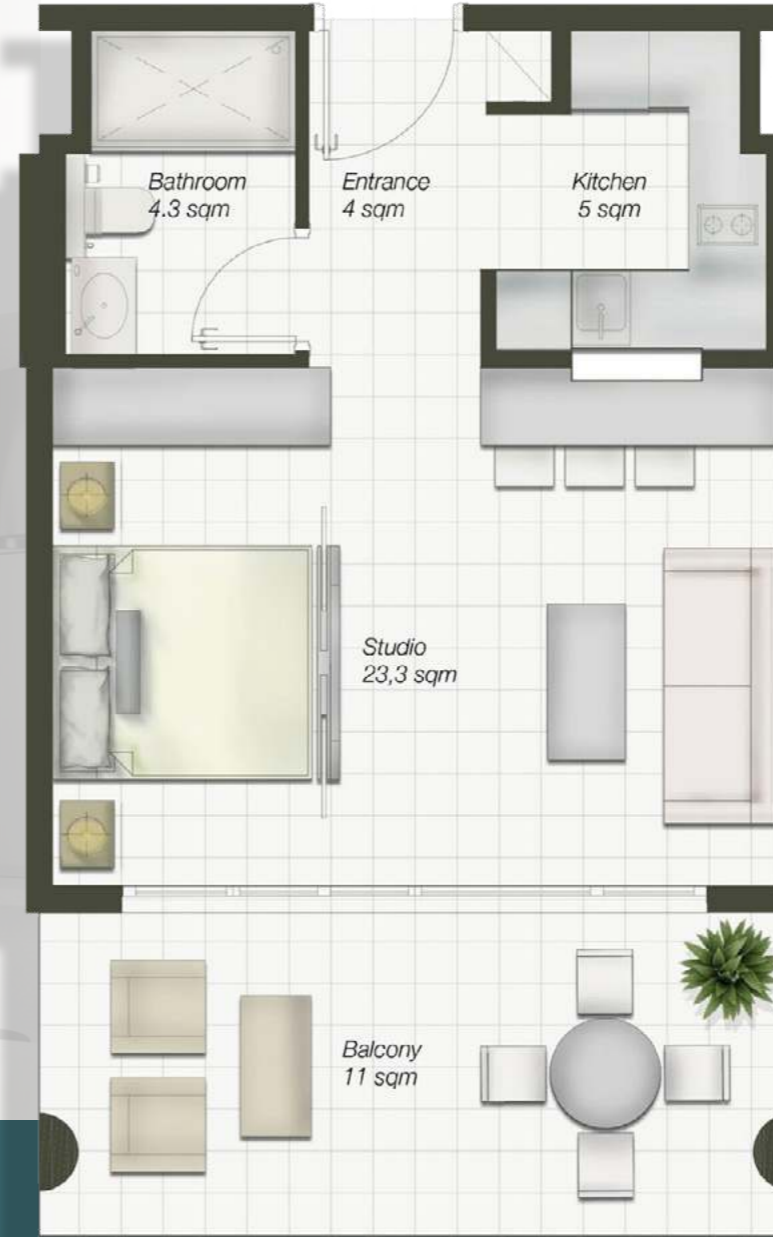 Bathroom
4.3 sqm
Entrance
4 sqm
Kitchen
5 sqm
Studio
23,3 sqm
Balcony
11 sqm